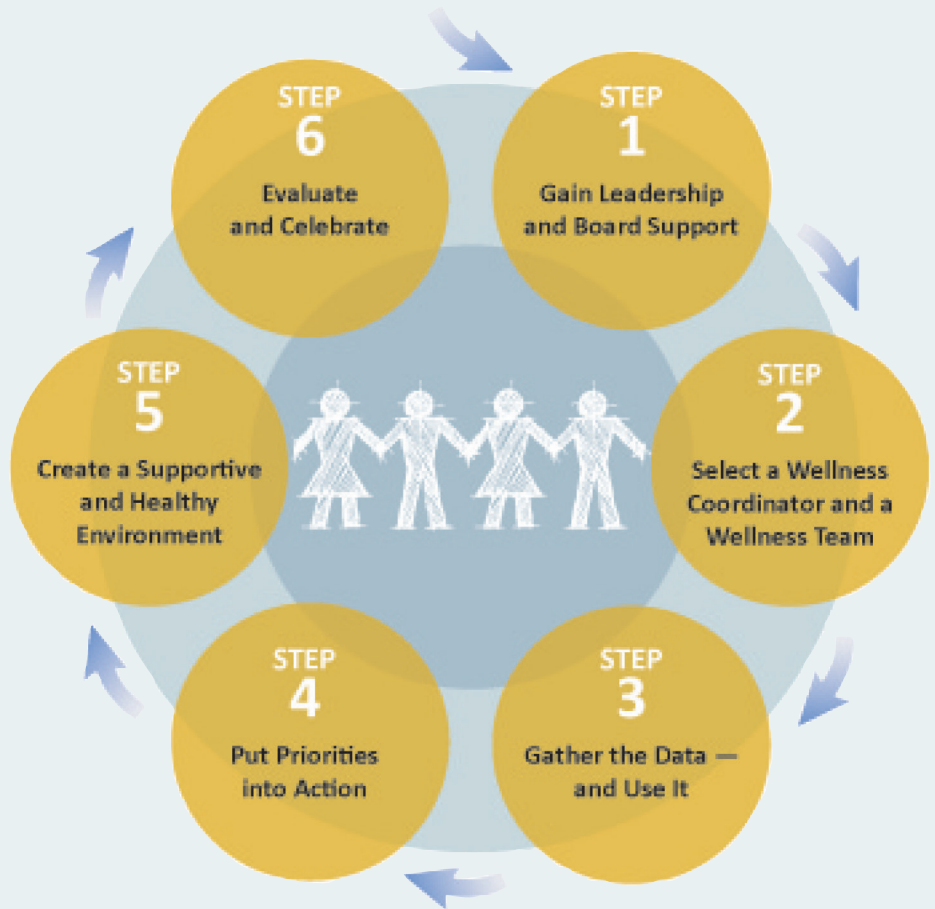 STEP
1
Gain Leadership
and Board Support
STEP
2
Select a Wellness
Coordinator and a
Wellness Team
STEP
3
Gather the Data —
and Use It
STEP
4
Put Priorities
into Action
STEP
5
Create a Supportive
and Healthy
Environment
STEP
6
Evaluate
and Celebrate